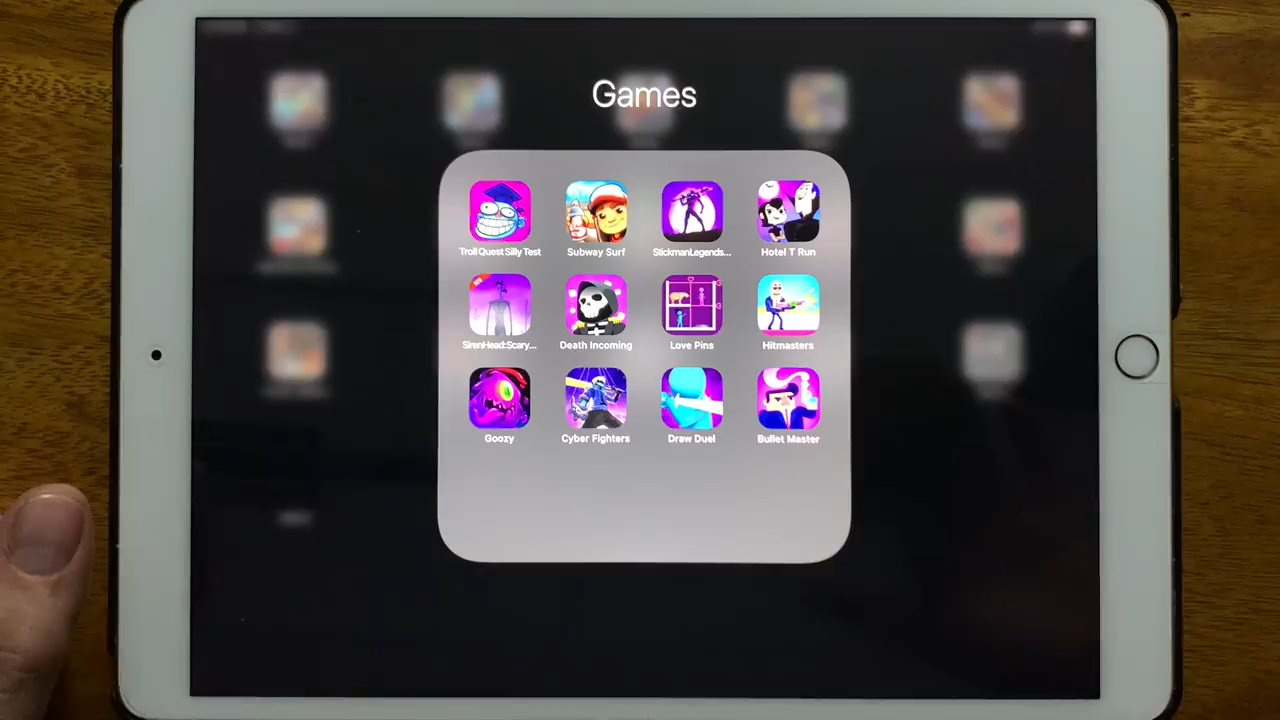 Games
Troll Quest Silly Test
Subway Surf
StickmanLegends...
Hotel T Run
SirenHead:Scary...
Death Incoming
Love Pins
Hitmasters
Goozy
Cyber Fighters
Draw Duel
Bullet Master